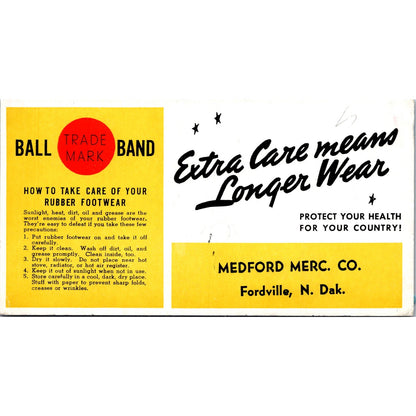 BALL TRADE MARK BAND
HOW TO TAKE CARE OF YOUR
RUBBER FOOTWEAR
Sunlight, heat, dirt, oil and grease are the
worst enemies of your rubber footwear.
They're easy to defeat if you take these few
precautions:
1. Put rubber footwear on and take it off
carefully.
2. Keep it clean. Wash off dirt, oil, and
grease promptly. Clean inside, too.
3. Dry it slowly. Do not place near hot
stove, radiator, or hot air register.
4. Keep it out of sunlight when not in use.
5. Store carefully in a cool, dark, dry place.
Stuff with paper to prevent sharp folds,
creases or wrinkles.
Extra Care means
Longer Wear
PROTECT YOUR HEALTH
FOR YOUR COUNTRY!
MEDFORD MERC. CO.
Fordville, N. Dak.